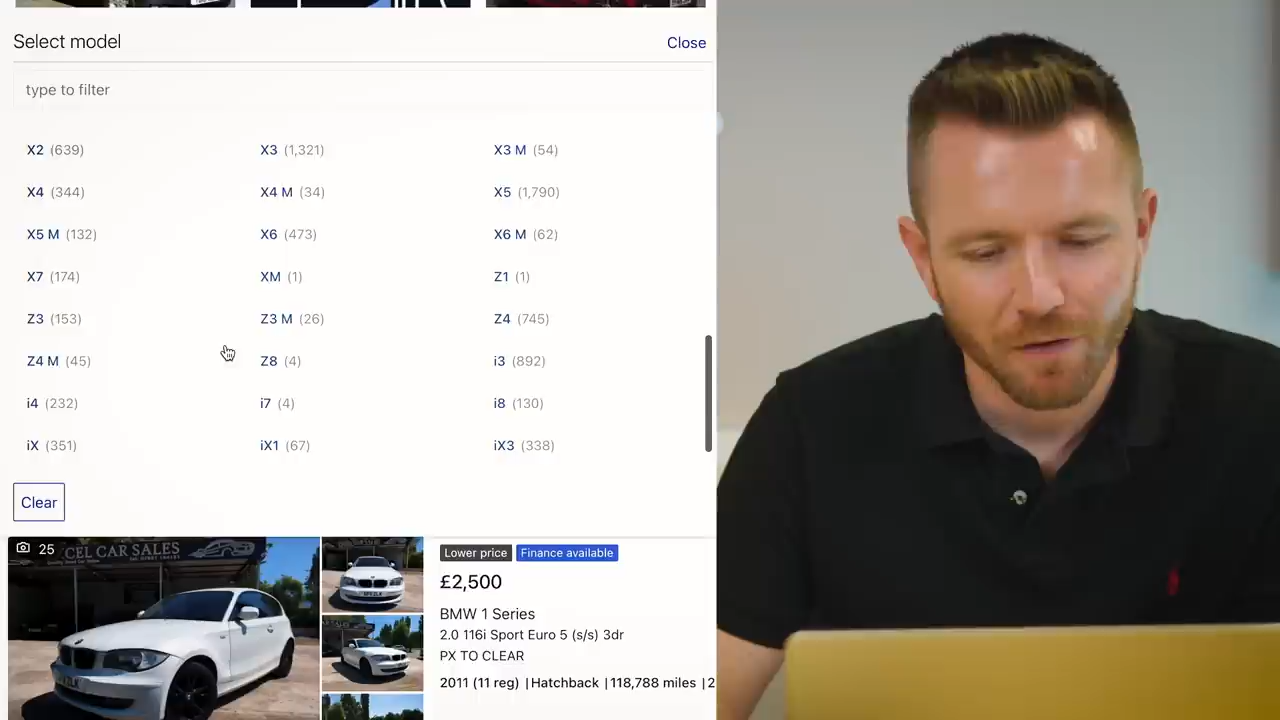 Select model
Close
type to filter
X2 (639)
X3 (1,321)
X3 M (54)
X4 (344)
X4 M (34)
X5 (1,790)
X5 M (132)
X6 (473)
X6 M (62)
X7 (174)
XM (1)
Z1 (1)
Z3 (153)
Z3 M (26)
Z4 (745)
Z4 M (45)
Z8 (4)
i3 (892)
i4 (232)
i7 (4)
i8 (130)
iX (351)
iX1 (67)
iX3 (338)
Clear
25
CEL CAR SALES
Lower price
Finance available
£2,500
BMW 1 Series
2.0 116i Sport Euro 5 (s/s) 3dr
PX TO CLEAR
2011 (11 reg) | Hatchback | 118,788 miles | 2